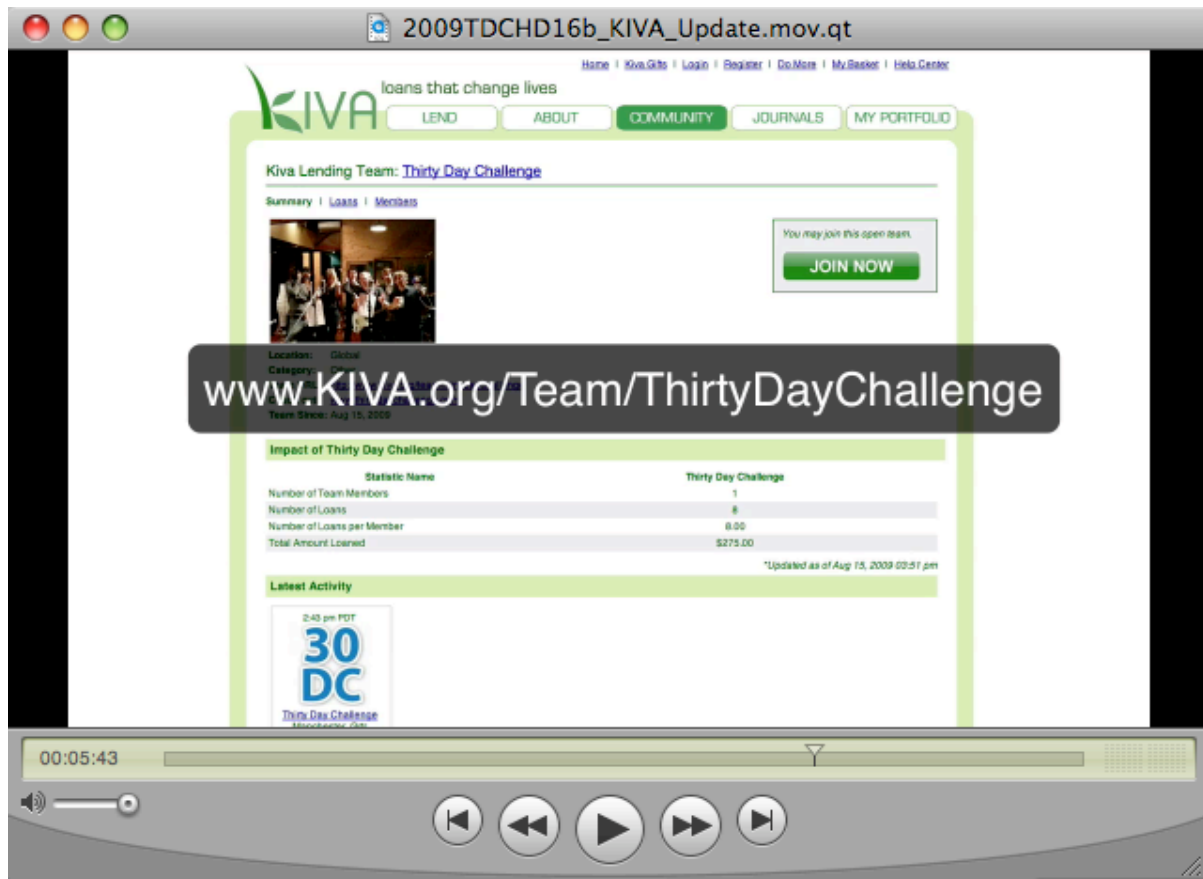 2009TDCHD16b_KIVA_Update.mov.qt
Home | Kiva Gifts | Login | Register | Do More | My Basket | Help Center
KIVA loans that change lives
LEND ABOUT COMMUNITY JOURNALS MY PORTFOLIO
Kiva Lending Team: Thirty Day Challenge
Summary | Loans | Members
You may join this open team.
JOIN NOW
Location: Global
Category: Other
www.KIVA.org/Team/ThirtyDayChallenge
Team Since: Aug 15, 2009
Impact of Thirty Day Challenge
Statistic Name Thirty Day Challenge
Number of Team Members 1
Number of Loans 8
Number of Loans per Member 8.00
Total Amount Loaned $275.00
*Updated as of Aug 15, 2009 03:51 pm
Latest Activity
2:43 pm PDT
30
DC
Thirty Day Challenge
00:05:43